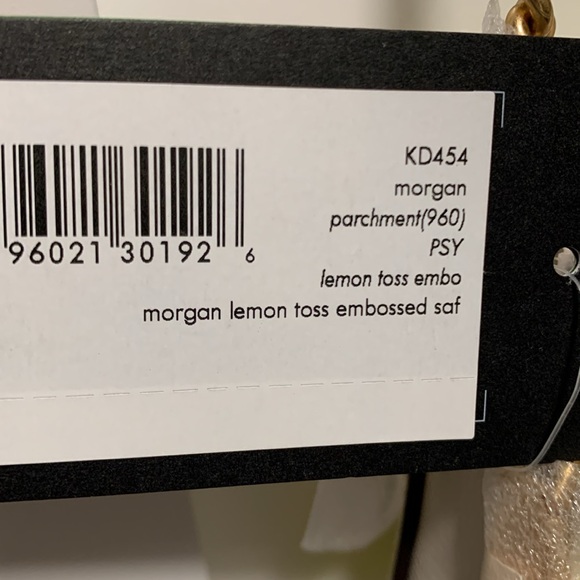 KD454
morgan
parchment(960)
PSY
96021 30192 6
lemon toss embo
morgan lemon toss embossed saf